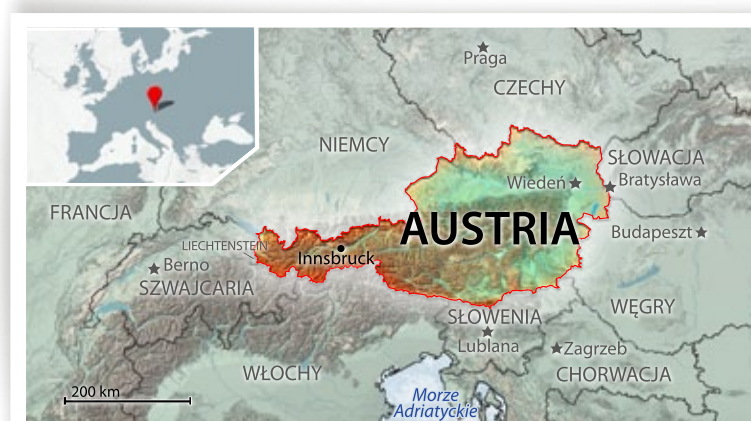 Praga
CZECHY
NIEMCY
SŁOWACJA
Wiedeń
Bratysława
FRANCJA
AUSTRIA
Budapeszt
LIECHTENSTEIN
Innsbruck
Berno
SZWAJCARIA
WĘGRY
SŁOWENIA
Lublana
Zagrzeb
WŁOCHY
CHORWACJA
200 km
Morze
Adriatyckie